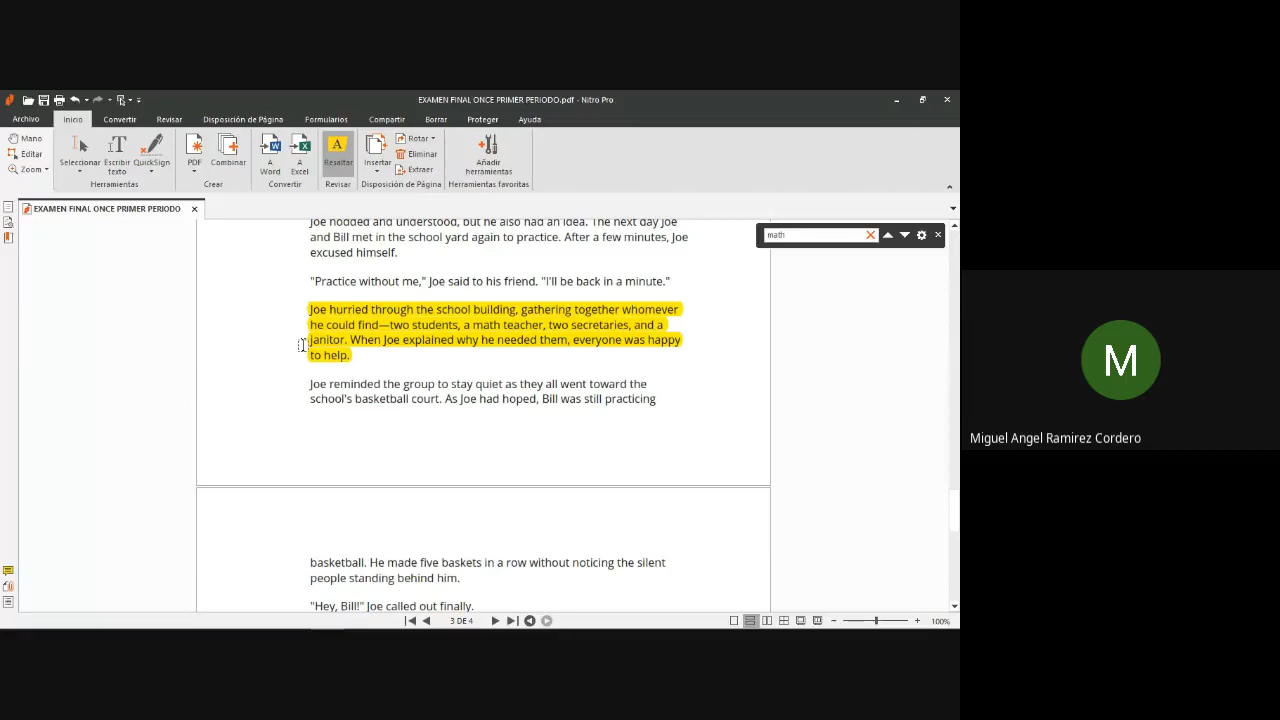 EXAMEN FINAL ONCE PRIMER PERIODO.pdf - Nitro Pro
Archivo Inicio Convertir Revisar Disposición de Página Formularios Compartir Borrar Proteger Ayuda
Mano
Editar
Zoom
Seleccionar
Escribir texto
QuickSign
Herramientas
PDF
Combinar
Crear
A Word
A Excel
Convertir
Resaltar
Revisar
Insertar
Rotar
Eliminar
Extraer
Disposición de Página
Añadir herramientas
Herramientas favoritas
EXAMEN FINAL ONCE PRIMER PERIODO
math
Joe nodded and understood, but he also had an idea. The next day Joe
and Bill met in the school yard again to practice. After a few minutes, Joe
excused himself.
"Practice without me," Joe said to his friend. "I'll be back in a minute."
Joe hurried through the school building, gathering together whomever
he could find—two students, a math teacher, two secretaries, and a
janitor. When Joe explained why he needed them, everyone was happy
to help.
Joe reminded the group to stay quiet as they all went toward the
school's basketball court. As Joe had hoped, Bill was still practicing
basketball. He made five baskets in a row without noticing the silent
people standing behind him.
"Hey, Bill!" Joe called out finally.
3 DE 4
100%
M
Miguel Angel Ramirez Cordero